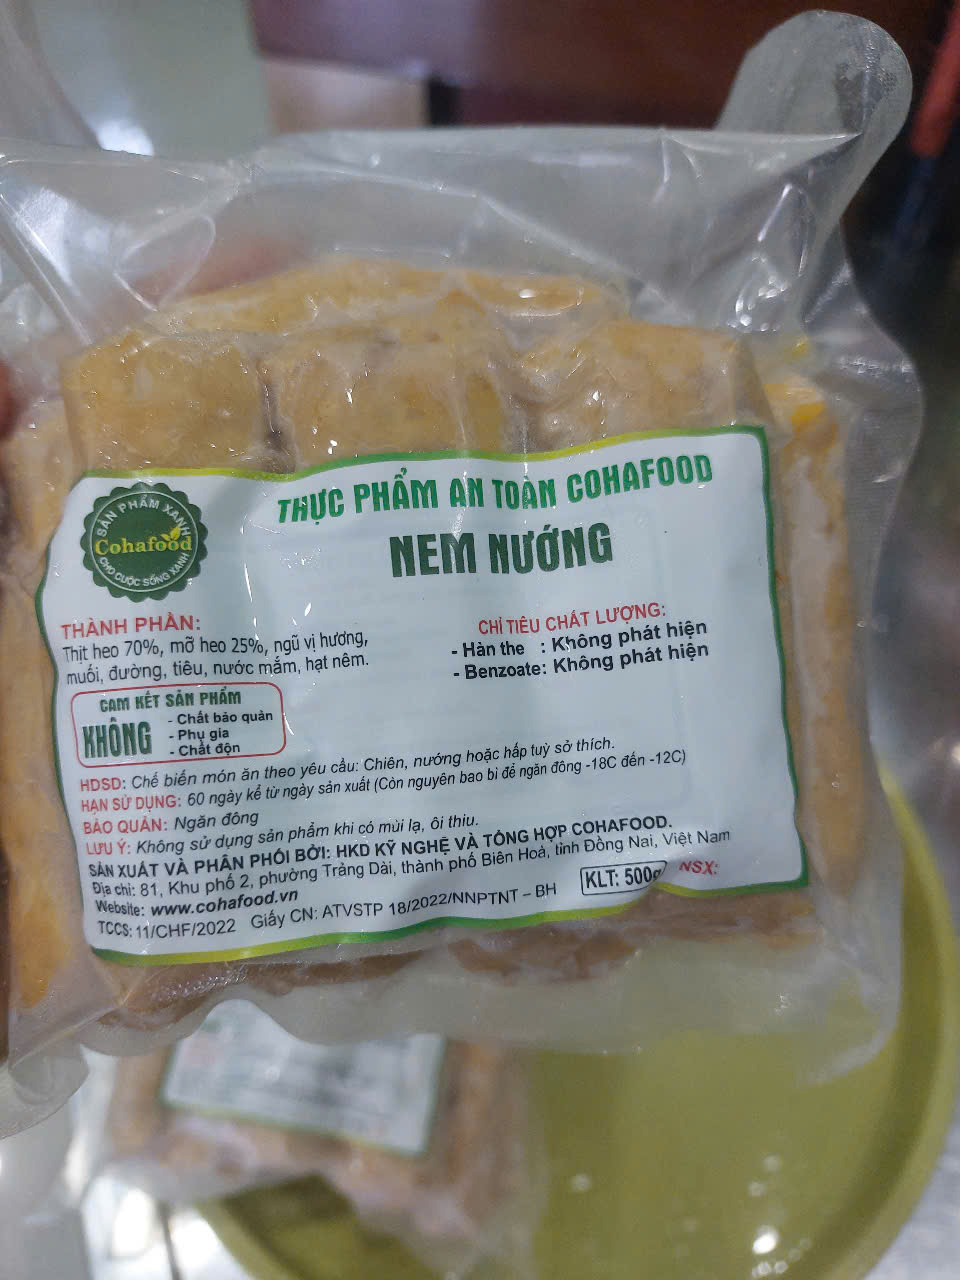 SẢN PHẨM XANH
Cohafood
CHO CUỘC SỐNG XANH
THỰC PHẨM AN TOÀN COHAFOOD
NEM NƯỚNG
THÀNH PHẦN:
Thịt heo 70%, mỡ heo 25%, ngũ vị hương,
muối, đường, tiêu, nước mắm, hạt nêm.
CHỈ TIÊU CHẤT LƯỢNG:
- Hàn the : Không phát hiện
- Benzoate: Không phát hiện
CAM KẾT SẢN PHẨM
KHÔNG
- Chất bảo quản
- Phụ gia
- Chất độn
HDSD: Chế biến món ăn theo yêu cầu: Chiên, nướng hoặc hấp tuỳ sở thích.
HẠN SỬ DỤNG: 60 ngày kể từ ngày sản xuất (Còn nguyên bao bì để ngăn đông -18C đến -12C)
BẢO QUẢN: Ngăn đông
LƯU Ý: Không sử dụng sản phẩm khi có mùi lạ, ôi thiu.
SẢN XUẤT VÀ PHÂN PHỐI BỞI: HKD KỸ NGHỆ VÀ TỔNG HỢP COHAFOOD.
Địa chỉ: 81, Khu phố 2, phường Trảng Dài, thành phố Biên Hoà, tỉnh Đồng Nai, Việt Nam
Website: www.cohafood.vn
TCCS: 11/CHF/2022 Giấy CN: ATVSTP 18/2022/NNPTNT – BH
KLT: 500g
NSX: